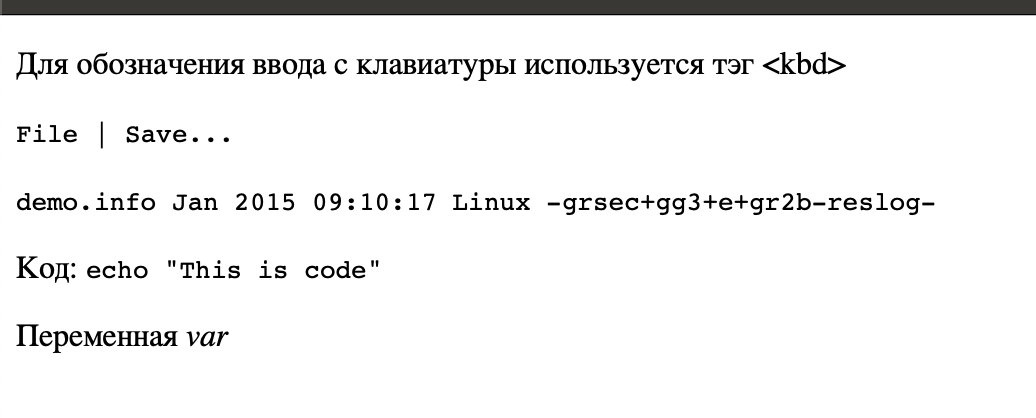 Для обозначения ввода с клавиатуры используется тэг <kbd>
File | Save...
demo.info Jan 2015 09:10:17 Linux -grsec+gg3+e+gr2b-reslog-
Код: echo "This is code"
Переменная var